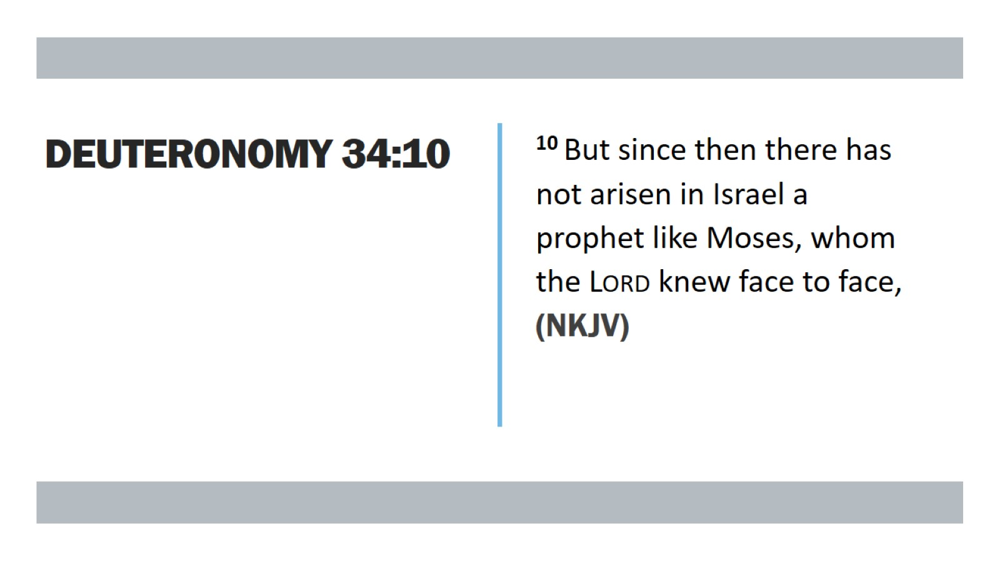 DEUTERONOMY 34:10
10 But since then there has
not arisen in Israel a
prophet like Moses, whom
the LORD knew face to face,
(NKJV)